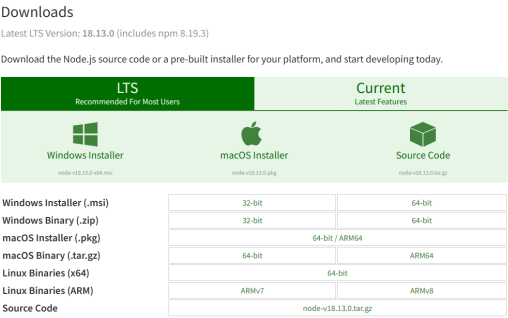 Downloads
Latest LTS Version: 18.13.0 (includes npm 8.19.3)
Download the Node.js source code or a pre-built installer for your platform, and start developing today.
LTS
Recommended For Most Users
Current
Latest Features
Windows Installer
node-v18.13.0-x64.msi
macOS Installer
node-v18.13.0.pkg
Source Code
node-v18.13.0.tar.gz
Windows Installer (.msi) 32-bit 64-bit
Windows Binary (.zip) 32-bit 64-bit
macOS Installer (.pkg) 64-bit / ARM64
macOS Binary (.tar.gz) 64-bit ARM64
Linux Binaries (x64) 64-bit
Linux Binaries (ARM) ARMv7 ARMv8
Source Code node-v18.13.0.tar.gz